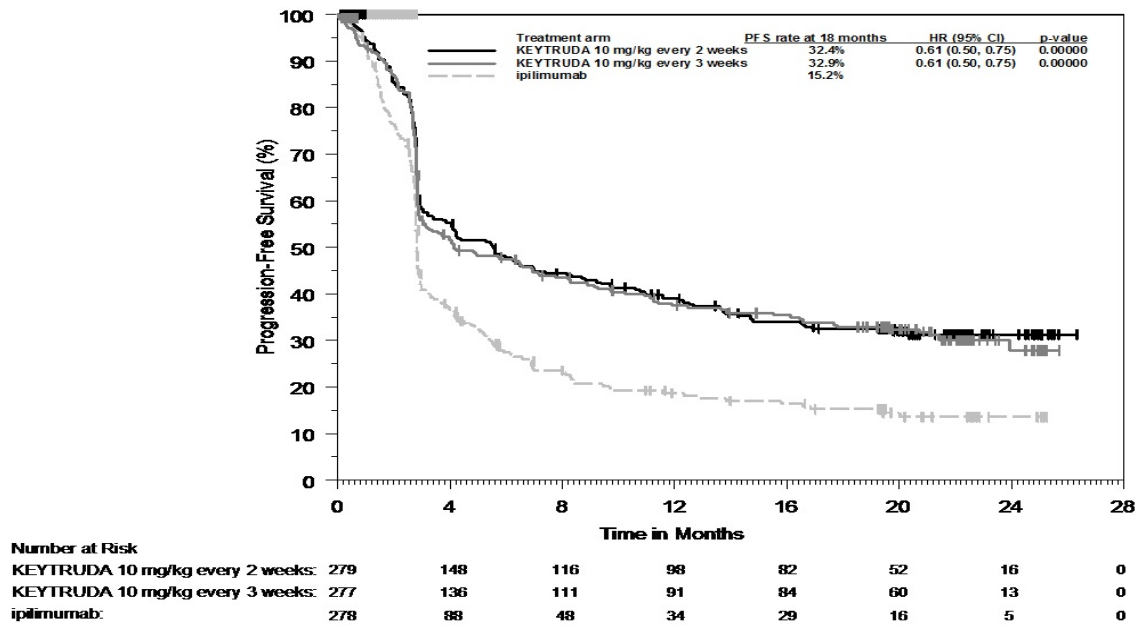 Treatment arm PFS rate at 18 months HR (95% CI) p-value
KEYTRUDA 10 mg/kg every 2 weeks 32.4% 0.61 (0.50, 0.75) 0.00000
KEYTRUDA 10 mg/kg every 3 weeks 32.9% 0.61 (0.50, 0.75) 0.00000
ipilimumab 15.2%
Progression-Free Survival (%)
100
90
80
70
60
50
40
30
20
10
0
0 4 8 12 16 20 24 28
Time in Months
Number at Risk
KEYTRUDA 10 mg/kg every 2 weeks: 279 148 116 98 82 52 16 0
KEYTRUDA 10 mg/kg every 3 weeks: 277 136 111 91 84 60 13 0
ipilimumab: 278 88 48 34 29 16 5 0